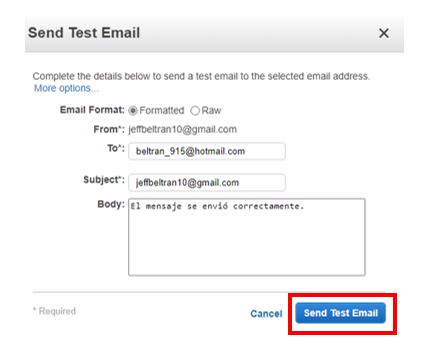 Send Test Email
Complete the details below to send a test email to the selected email address.
More options...
Email Format: Formatted Raw
From*: jeffbeltran10@gmail.com
To*: beltran_915@hotmail.com
Subject*: jeffbeltran10@gmail.com
Body: El mensaje se envió correctamente.
* Required
Cancel Send Test Email